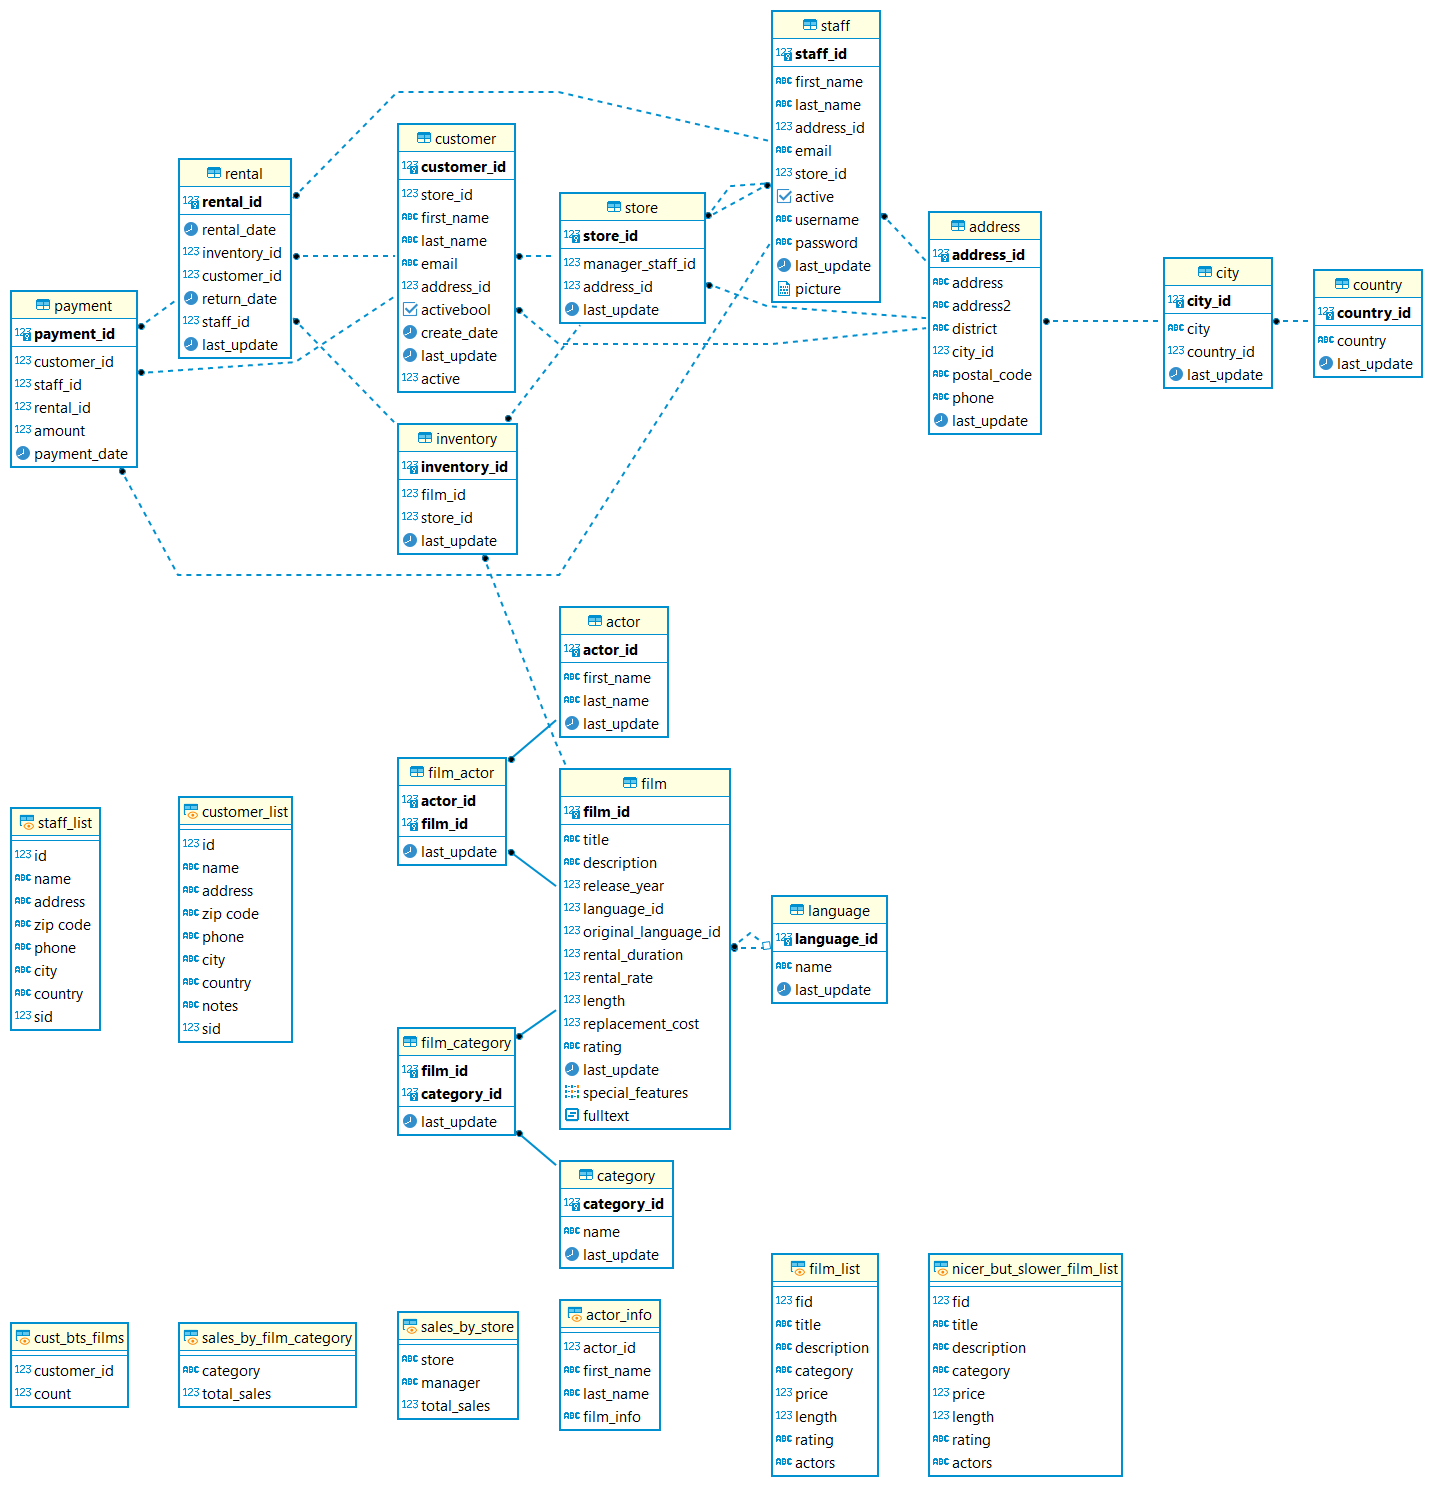 staff
staff_id
first_name
last_name
address_id
email
store_id
active
username
password
last_update
picture
customer
customer_id
store_id
first_name
last_name
email
address_id
activebool
create_date
last_update
active
rental
rental_id
rental_date
inventory_id
customer_id
return_date
staff_id
last_update
store
store_id
manager_staff_id
address_id
last_update
address
address_id
address
address2
district
city_id
postal_code
phone
last_update
city
city_id
city
country_id
last_update
country
country_id
country
last_update
payment
payment_id
customer_id
staff_id
rental_id
amount
payment_date
inventory
inventory_id
film_id
store_id
last_update
actor
actor_id
first_name
last_name
last_update
film_actor
actor_id
film_id
last_update
film
film_id
title
description
release_year
language_id
original_language_id
rental_duration
rental_rate
length
replacement_cost
rating
last_update
special_features
fulltext
language
language_id
name
last_update
staff_list
id
name
address
zip code
phone
city
country
sid
customer_list
id
name
address
zip code
phone
city
country
notes
sid
film_category
film_id
category_id
last_update
category
category_id
name
last_update
cust_bts_films
customer_id
count
sales_by_film_category
category
total_sales
sales_by_store
store
manager
total_sales
actor_info
actor_id
first_name
last_name
film_info
film_list
fid
title
description
category
price
length
rating
actors
nicer_but_slower_film_list
fid
title
description
category
price
length
rating
actors